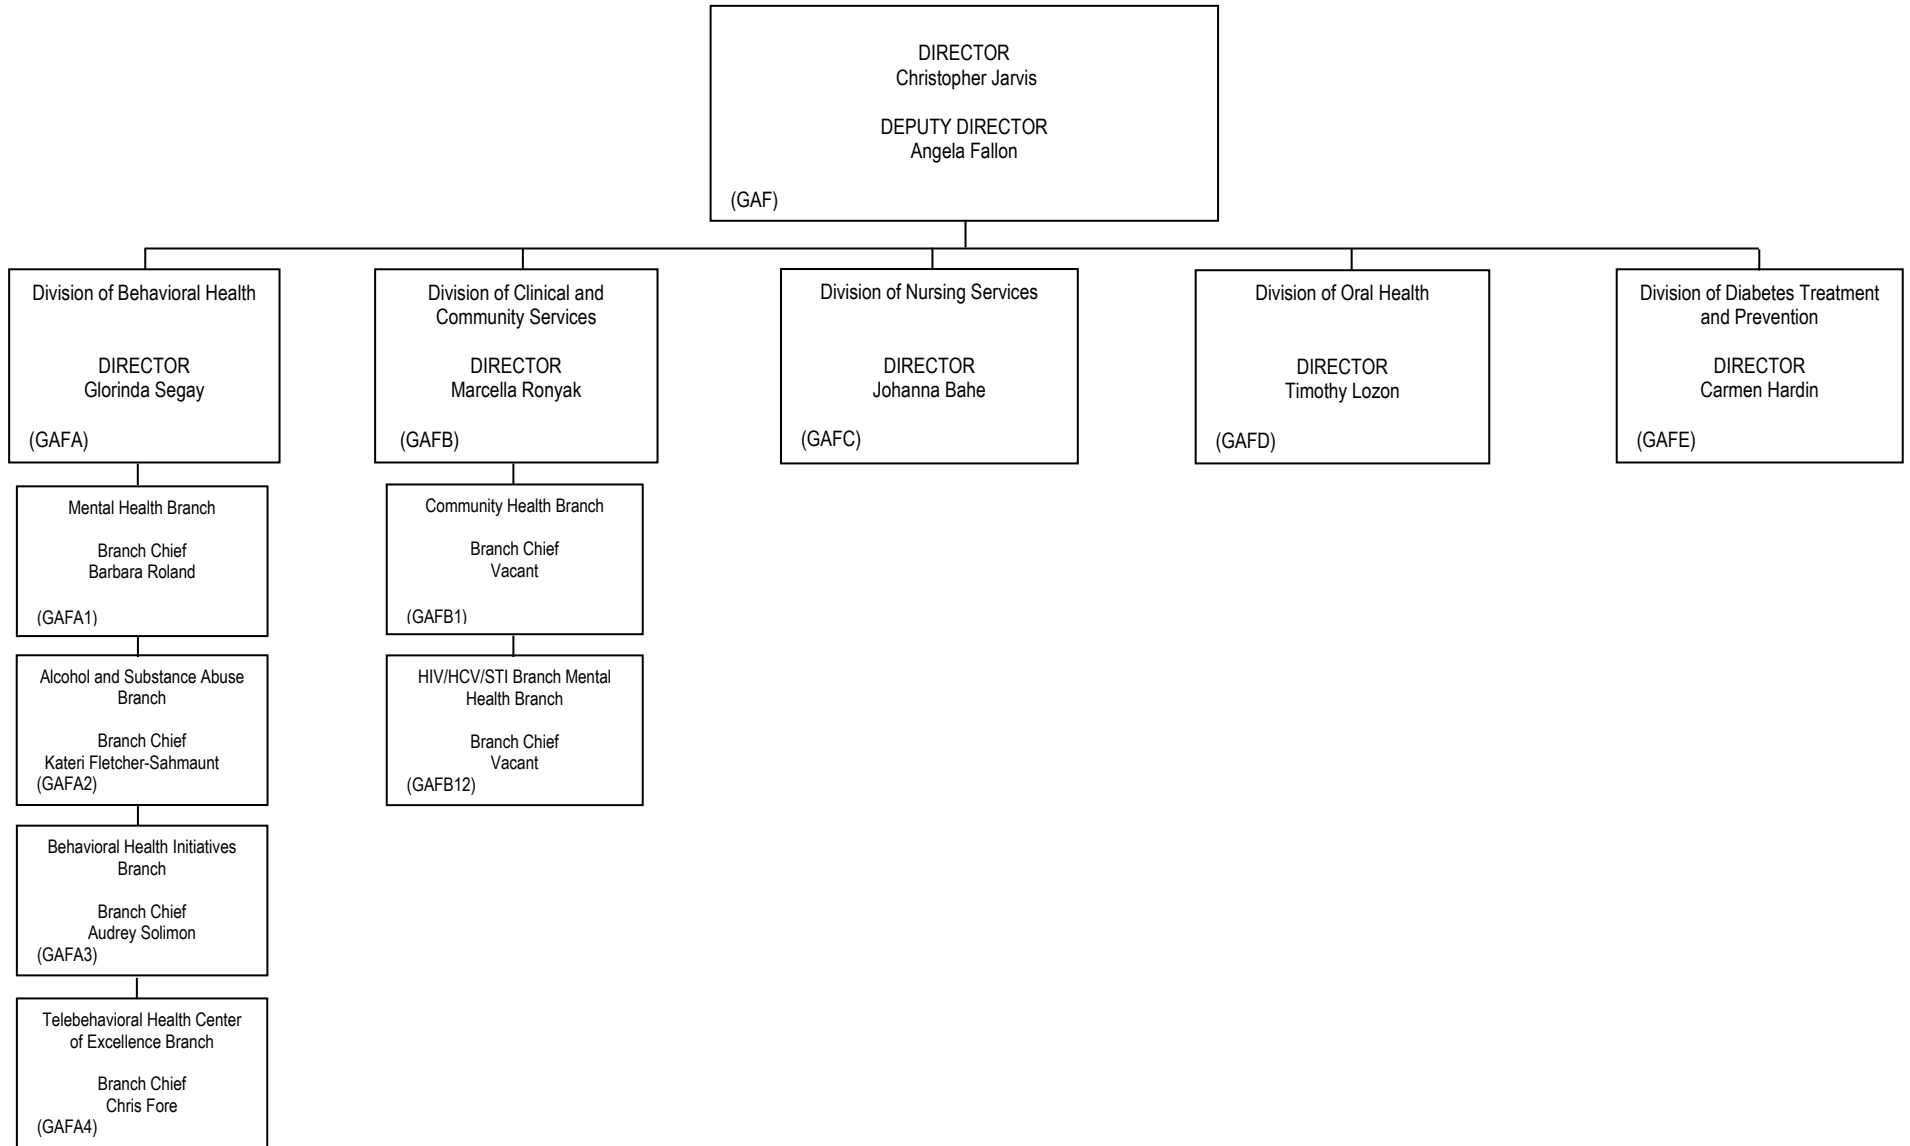 DIRECTOR
Christopher Jarvis
DEPUTY DIRECTOR
Angela Fallon
(GAF)
Division of Behavioral Health
DIRECTOR
Glorinda Segay
(GAFA)
Division of Clinical and
Community Services
DIRECTOR
Marcella Ronyak
(GAFB)
Division of Nursing Services
DIRECTOR
Johanna Bahe
(GAFC)
Division of Oral Health
DIRECTOR
Timothy Lozon
(GAFD)
Division of Diabetes Treatment
and Prevention
DIRECTOR
Carmen Hardin
(GAFE)
Mental Health Branch
Branch Chief
Barbara Roland
(GAFA1)
Alcohol and Substance Abuse
Branch
Branch Chief
Kateri Fletcher-Sahmaunt
(GAFA2)
Behavioral Health Initiatives
Branch
Branch Chief
Audrey Solimon
(GAFA3)
Telebehavioral Health Center
of Excellence Branch
Branch Chief
Chris Fore
(GAFA4)
Community Health Branch
Branch Chief
Vacant
(GAFB1)
HIV/HCV/STI Branch Mental
Health Branch
Branch Chief
Vacant
(GAFB12)